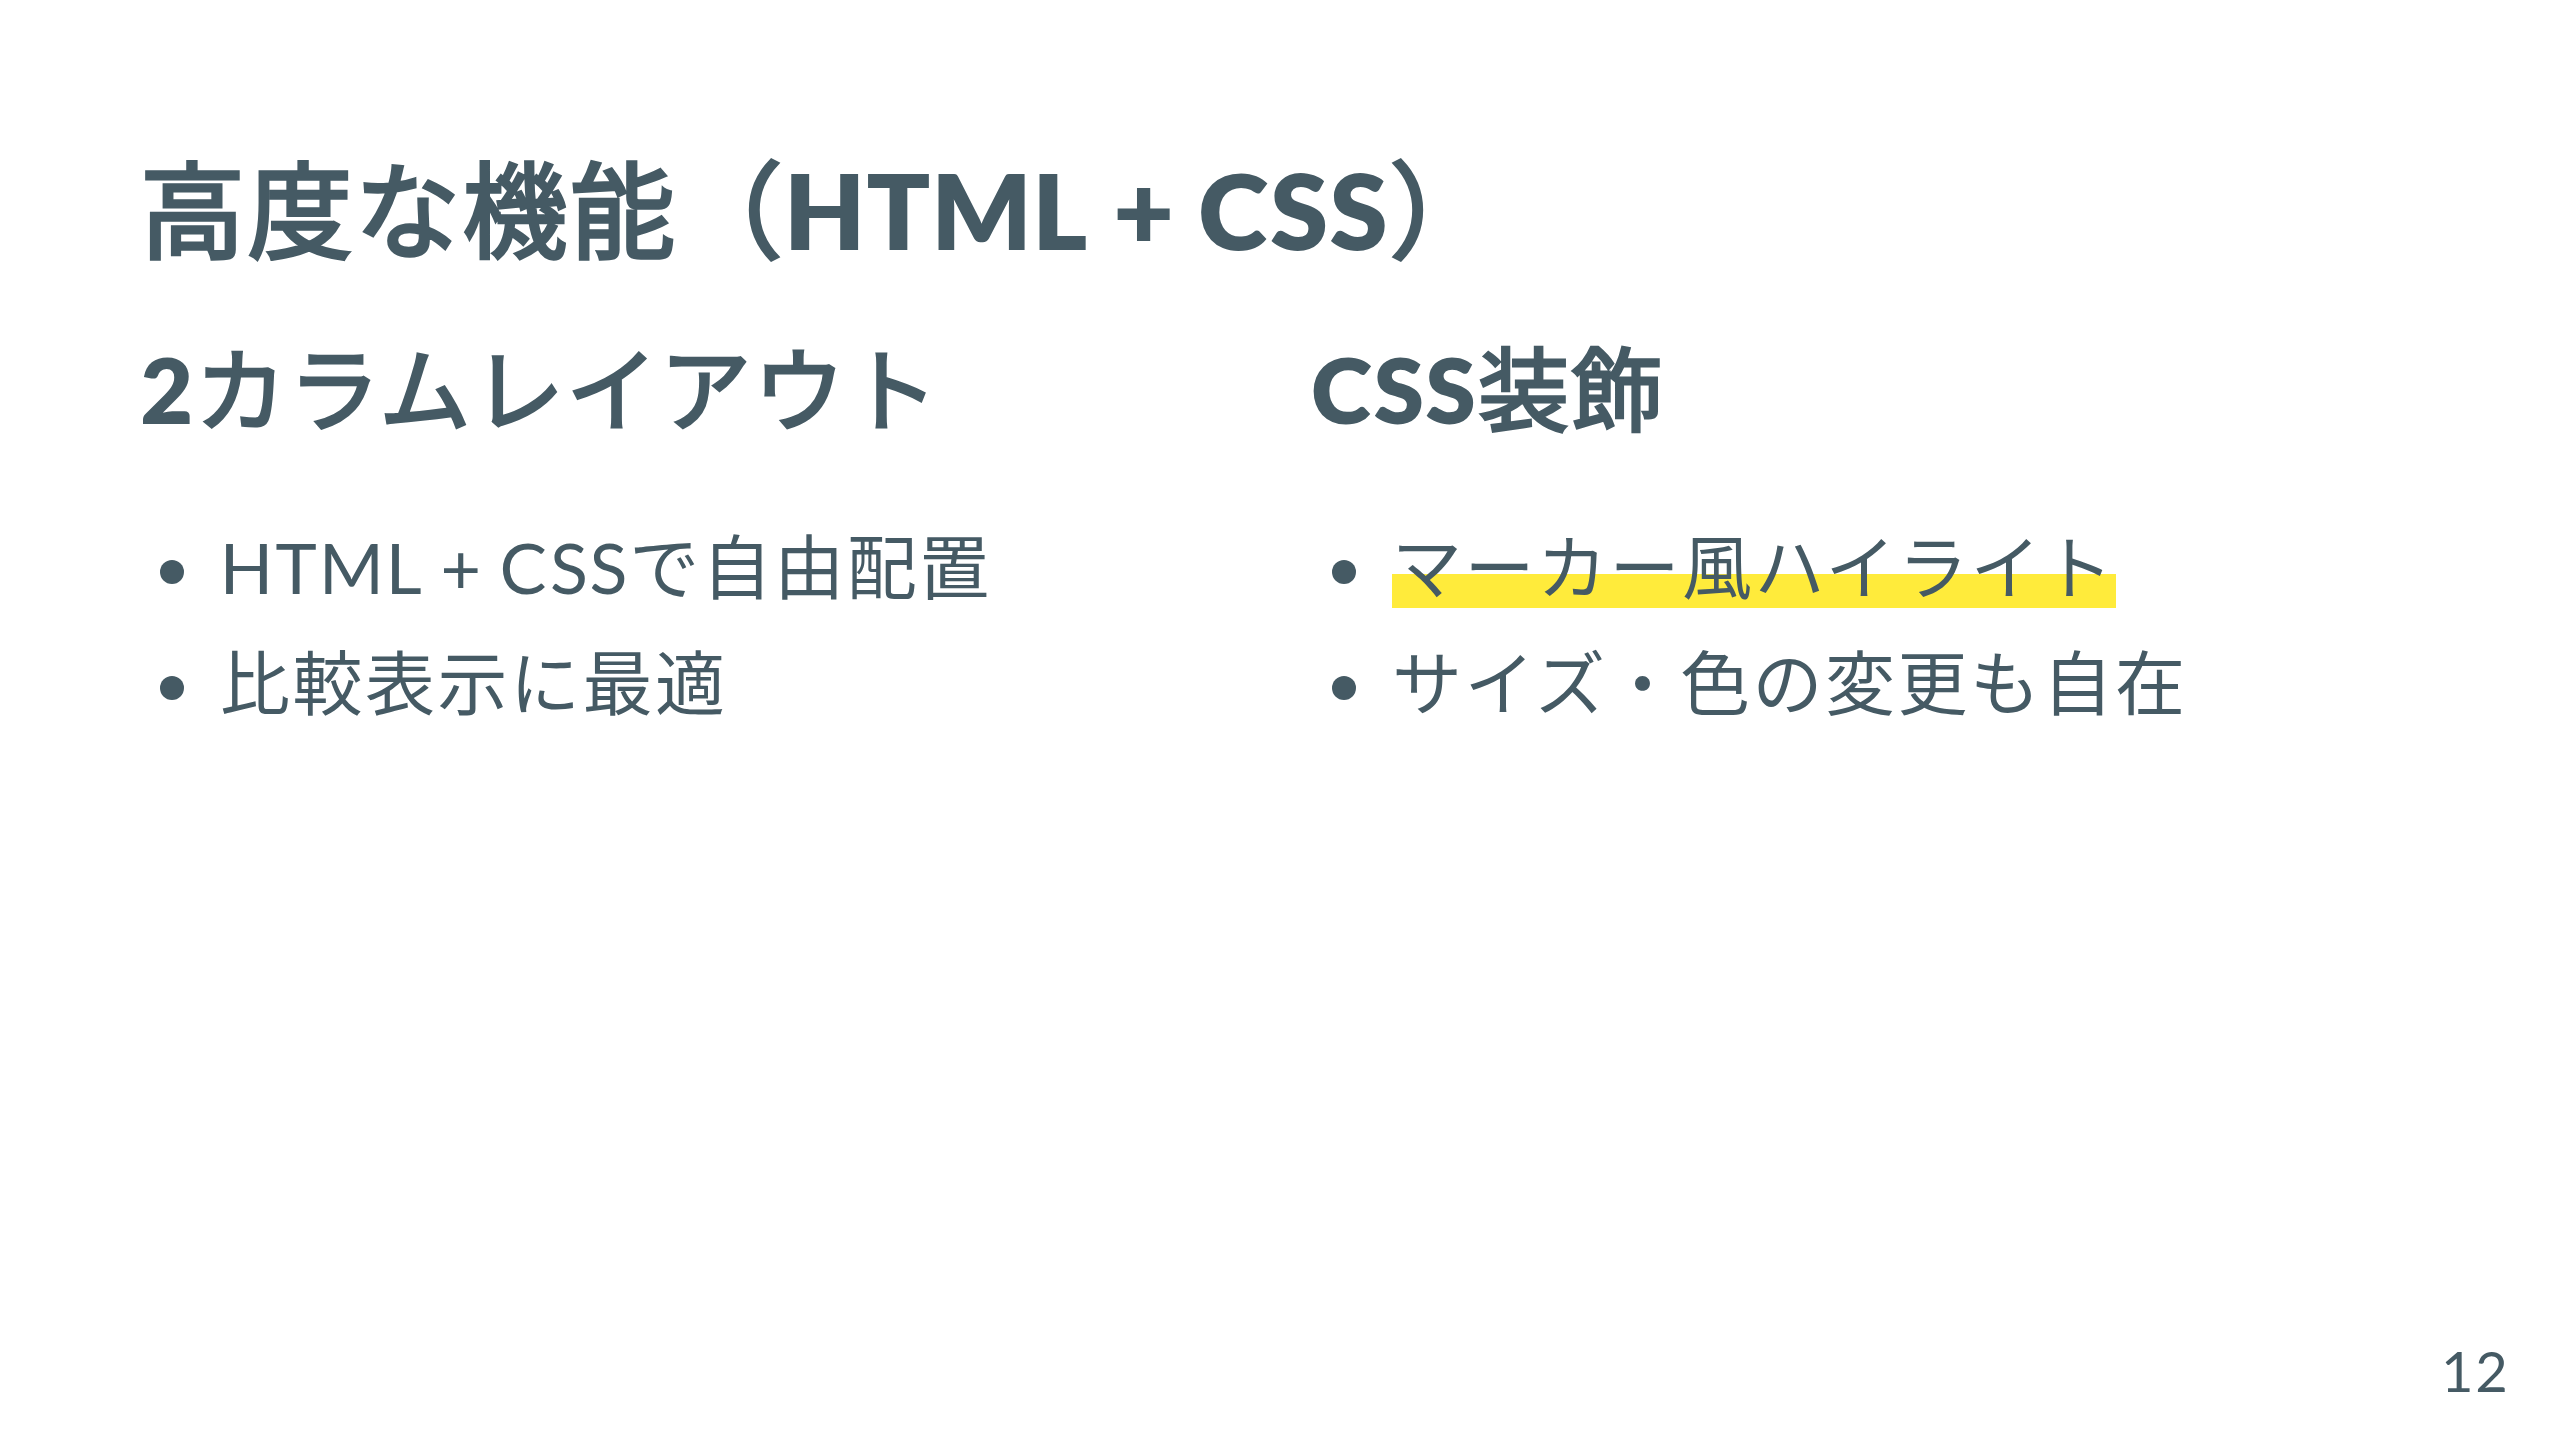 高度な機能（HTML + CSS）
2カラムレイアウト
• HTML + CSSで自由配置
• 比較表示に最適
CSS装飾
• マーカー風ハイライト
• サイズ・色の変更も自在
12